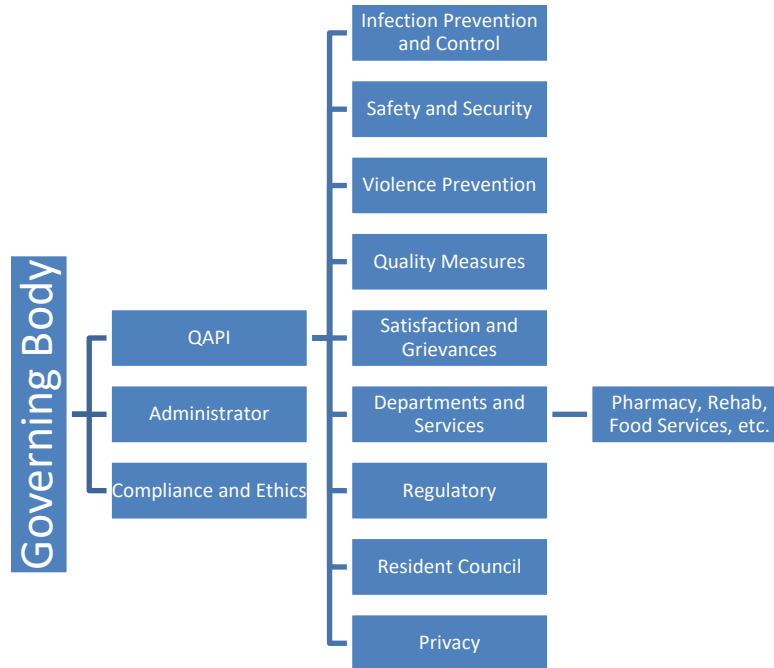 Governing Body
QAPI
Administrator
Compliance and Ethics
Infection Prevention
and Control
Safety and Security
Violence Prevention
Quality Measures
Satisfaction and
Grievances
Departments and
Services
Regulatory
Resident Council
Privacy
Pharmacy, Rehab,
Food Services, etc.